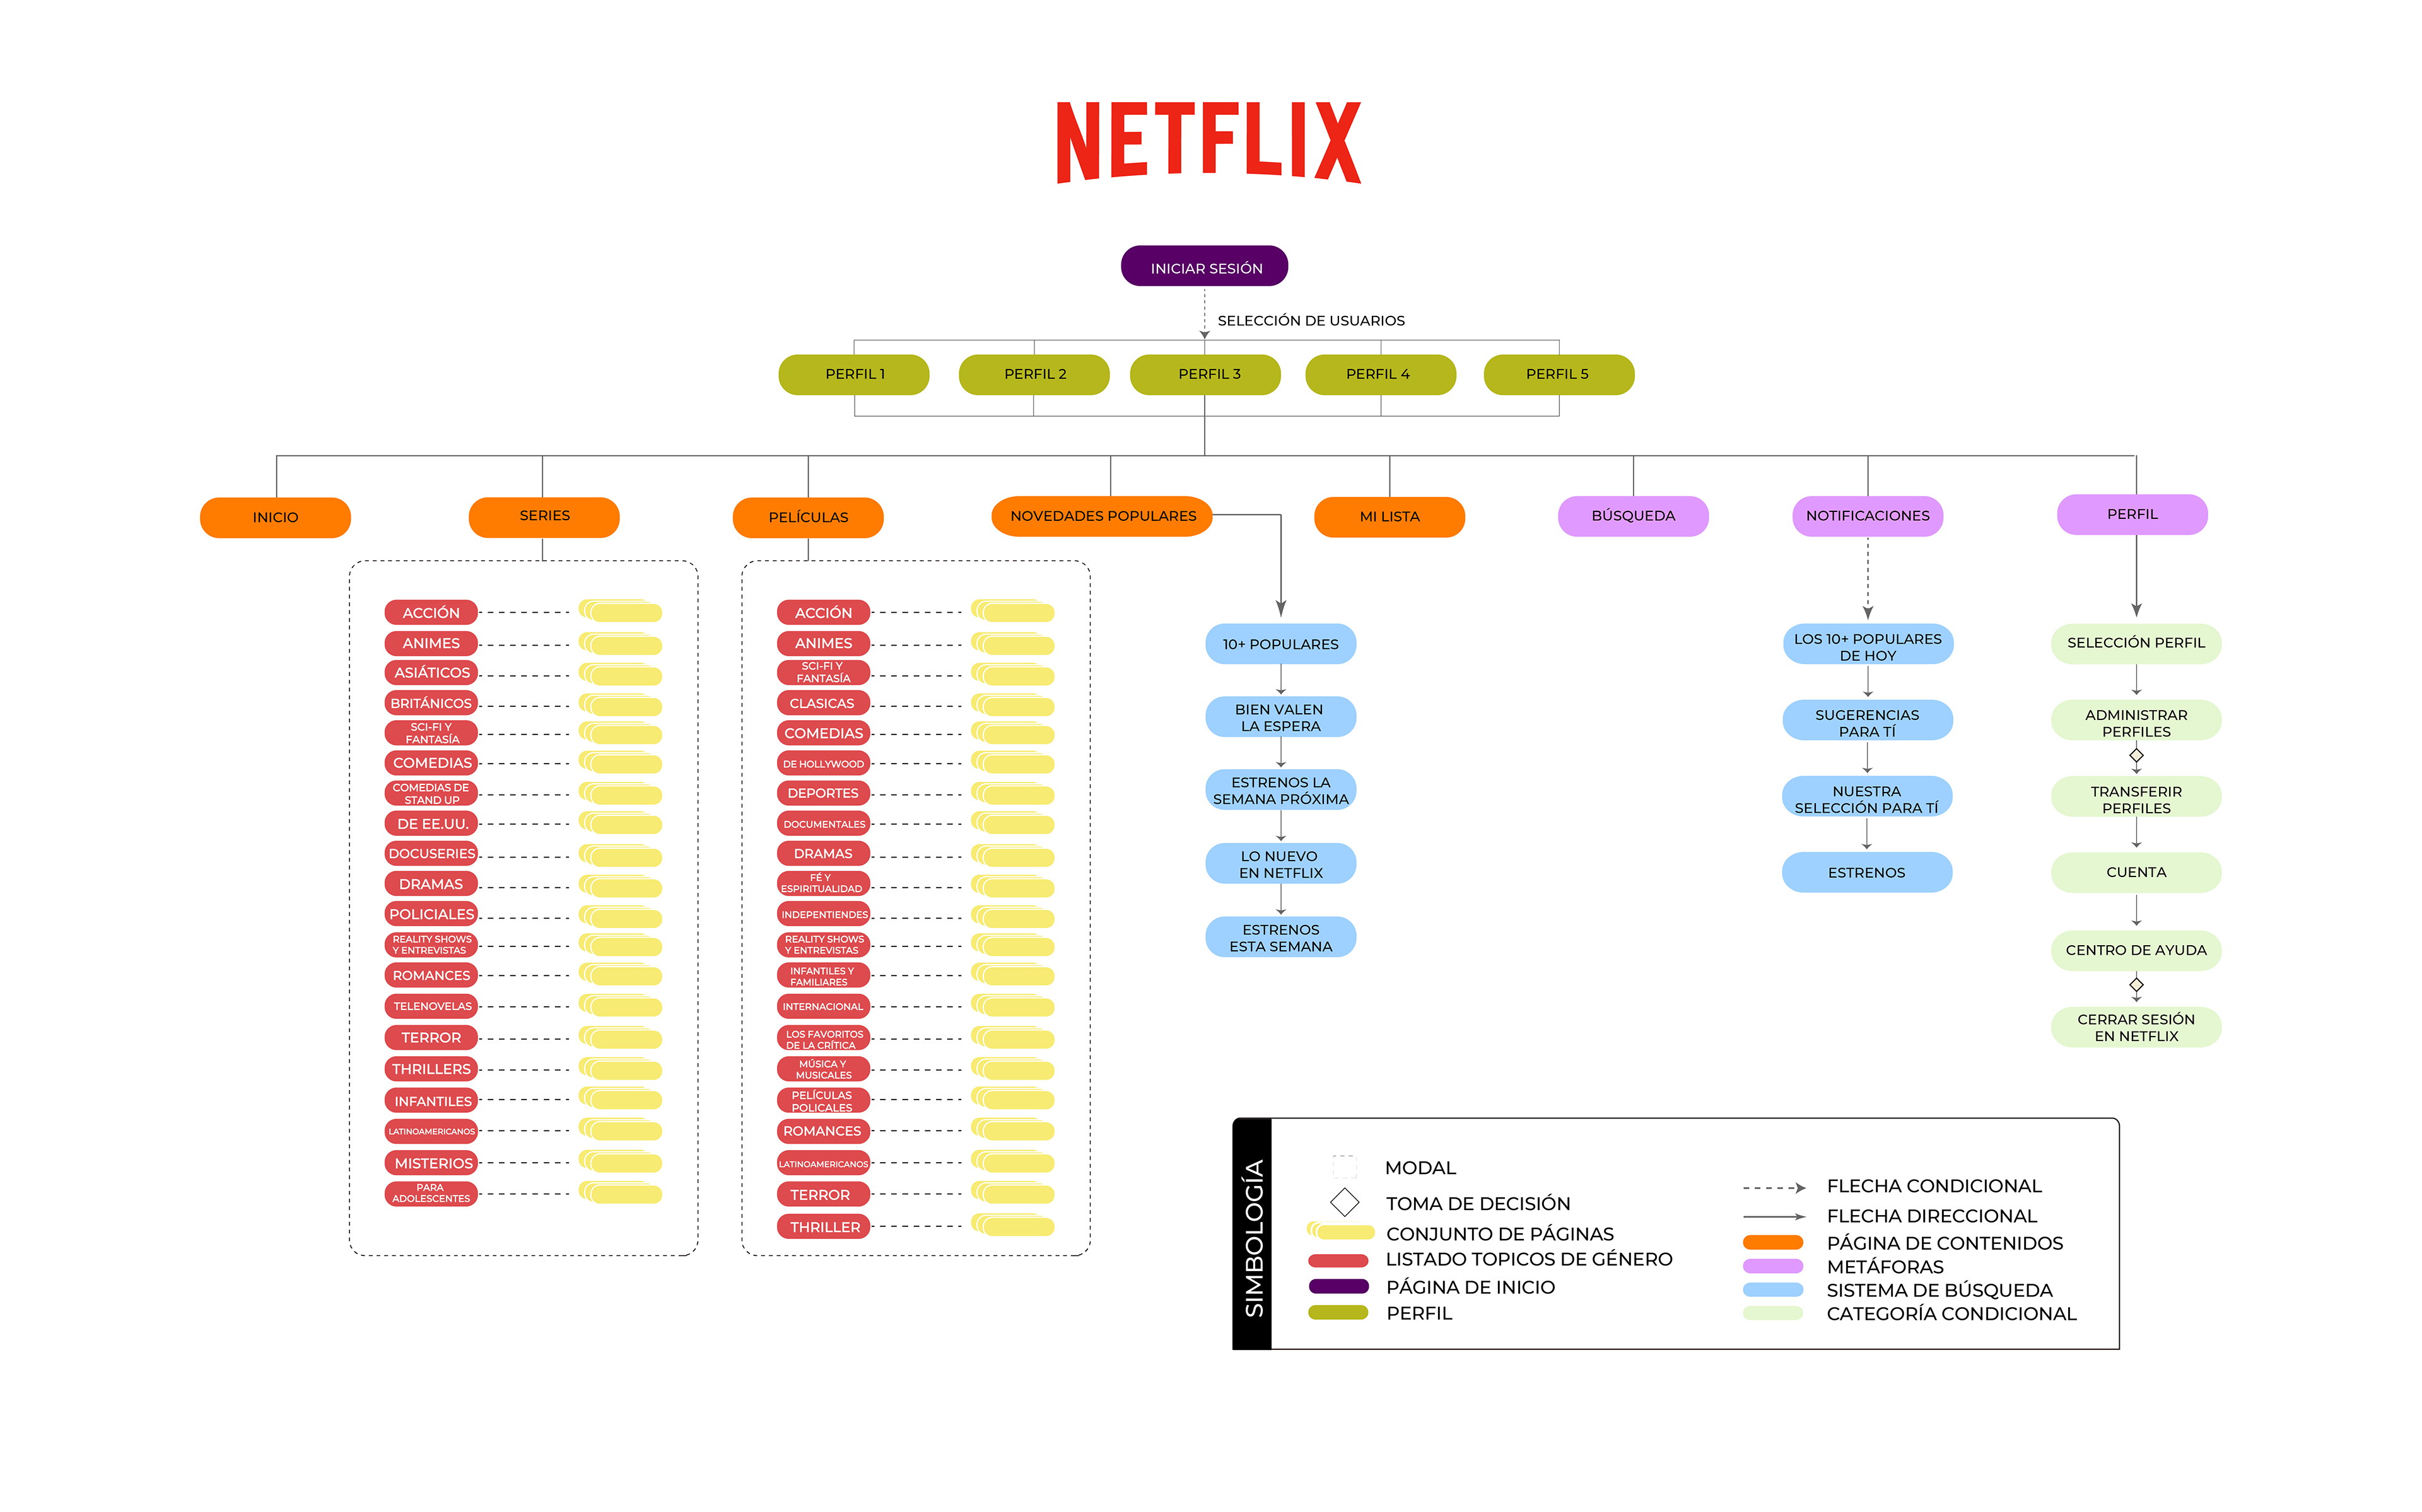 NETFLIX
INICIAR SESIÓN
SELECCIÓN DE USUARIOS
PERFIL 1
PERFIL 2
PERFIL 3
PERFIL 4
PERFIL 5
INICIO
SERIES
PELÍCULAS
NOVEDADES POPULARES
MI LISTA
BÚSQUEDA
NOTIFICACIONES
PERFIL
ACCIÓN
ANIMES
ASIÁTICOS
BRITÁNICOS
SCI-FI Y
FANTASÍA
COMEDIAS
COMEDIAS DE
STAND UP
DE EE.UU.
DOCUSERIES
DRAMAS
POLICIALES
REALITY SHOWS
Y ENTREVISTAS
ROMANCES
TELENOVELAS
TERROR
THRILLERS
INFANTILES
LATINOAMERICANOS
MISTERIOS
PARA
ADOLESCENTES
ACCIÓN
ANIMES
SCI-FI Y
FANTASÍA
CLASICAS
COMEDIAS
DE HOLLYWOOD
DEPORTES
DOCUMENTALES
DRAMAS
FÉ Y
ESPIRITUALIDAD
INDEPENTIENDES
REALITY SHOWS
Y ENTREVISTAS
INFANTILES Y
FAMILIARES
INTERNACIONAL
LOS FAVORITOS
DE LA CRÍTICA
MÚSICA Y
MUSICALES
PELÍCULAS
POLICALES
ROMANCES
LATINOAMERICANOS
TERROR
THRILLER
10+ POPULARES
BIEN VALEN
LA ESPERA
ESTRENOS LA
SEMANA PRÓXIMA
LO NUEVO
EN NETFLIX
ESTRENOS
ESTA SEMANA
LOS 10+ POPULARES
DE HOY
SUGERENCIAS
PARA TÍ
NUESTRA
SELECCIÓN PARA TÍ
ESTRENOS
SELECCIÓN PERFIL
ADMINISTRAR
PERFILES
TRANSFERIR
PERFILES
CUENTA
CENTRO DE AYUDA
CERRAR SESIÓN
EN NETFLIX
SIMBOLOGÍA
MODAL
TOMA DE DECISIÓN
CONJUNTO DE PÁGINAS
LISTADO TOPICOS DE GÉNERO
PÁGINA DE INICIO
PERFIL
FLECHA CONDICIONAL
FLECHA DIRECCIONAL
PÁGINA DE CONTENIDOS
METÁFORAS
SISTEMA DE BÚSQUEDA
CATEGORÍA CONDICIONAL